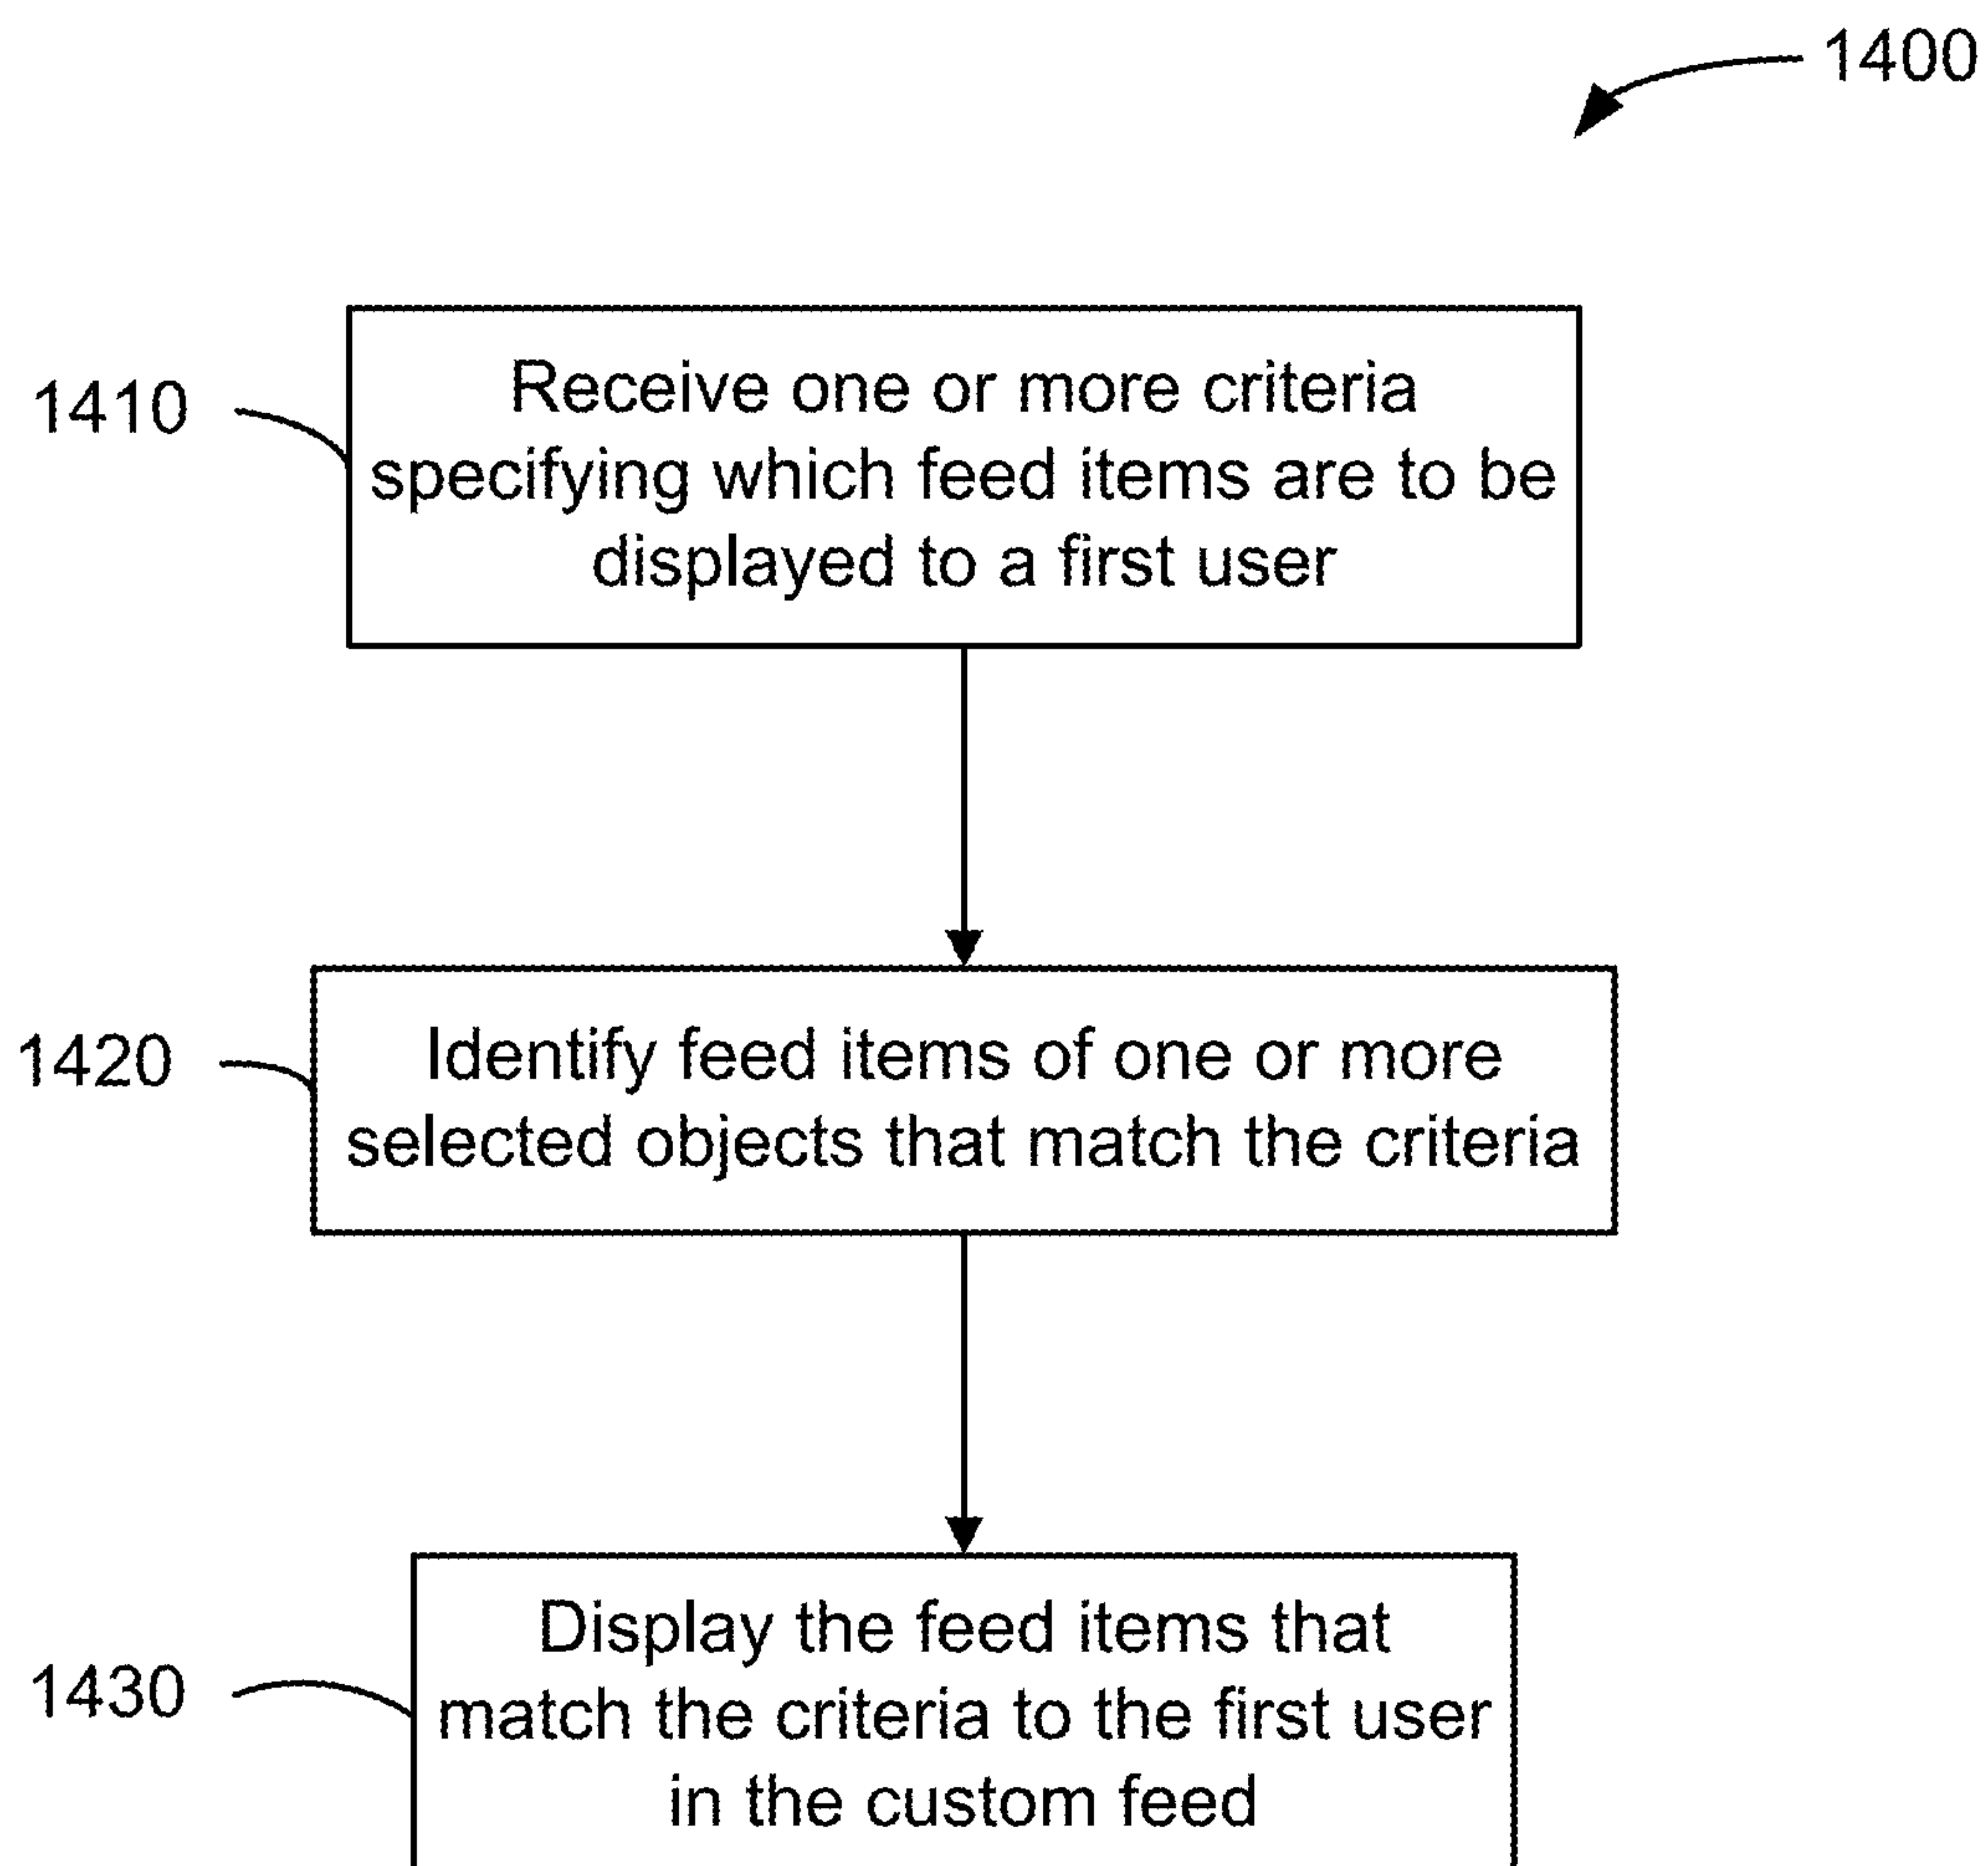 1400
1410
Receive one or more criteria
specifying which feed items are to be
displayed to a first user
1420
Identify feed items of one or more
selected objects that match the criteria
1430
Display the feed items that
match the criteria to the first user
in the custom feed